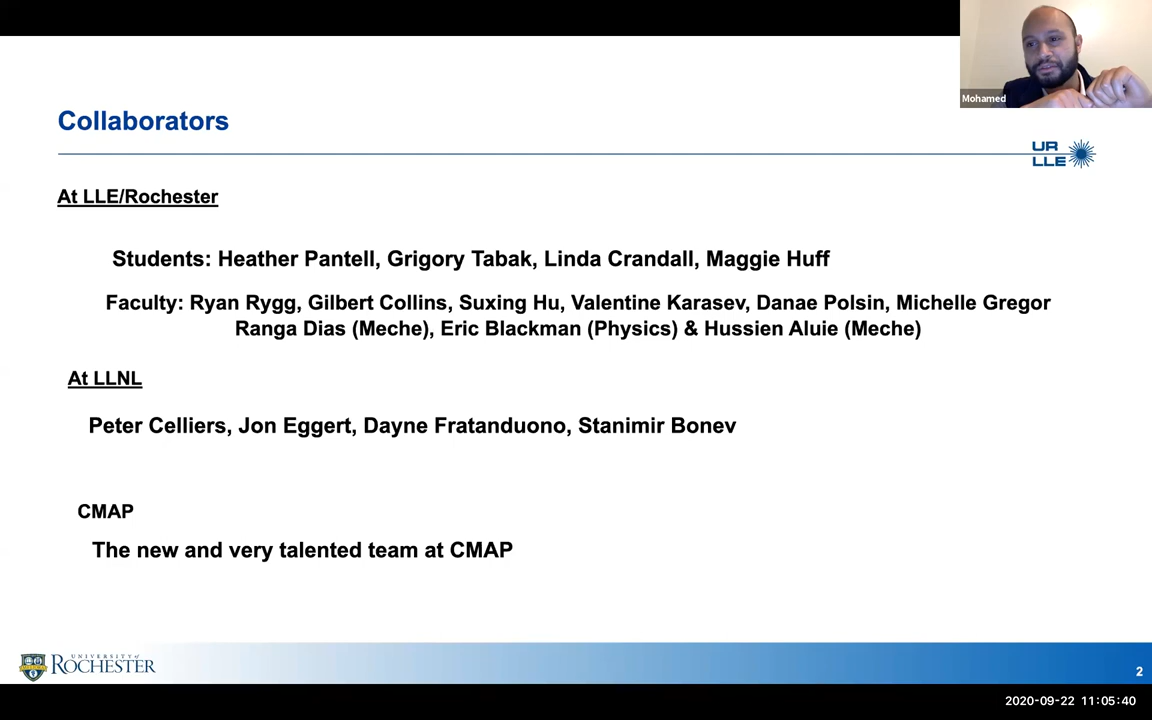 Mohamed
Collaborators
UR
LLE
At LLE/Rochester
Students: Heather Pantell, Grigory Tabak, Linda Crandall, Maggie Huff
Faculty: Ryan Rygg, Gilbert Collins, Suxing Hu, Valentine Karasev, Danae Polsin, Michelle Gregor
Ranga Dias (Meche), Eric Blackman (Physics) & Hussien Aluie (Meche)
At LLNL
Peter Celliers, Jon Eggert, Dayne Fratanduono, Stanimir Bonev
CMAP
The new and very talented team at CMAP
UNIVERSITY of
ROCHESTER
2
2020-09-22 11:05:40